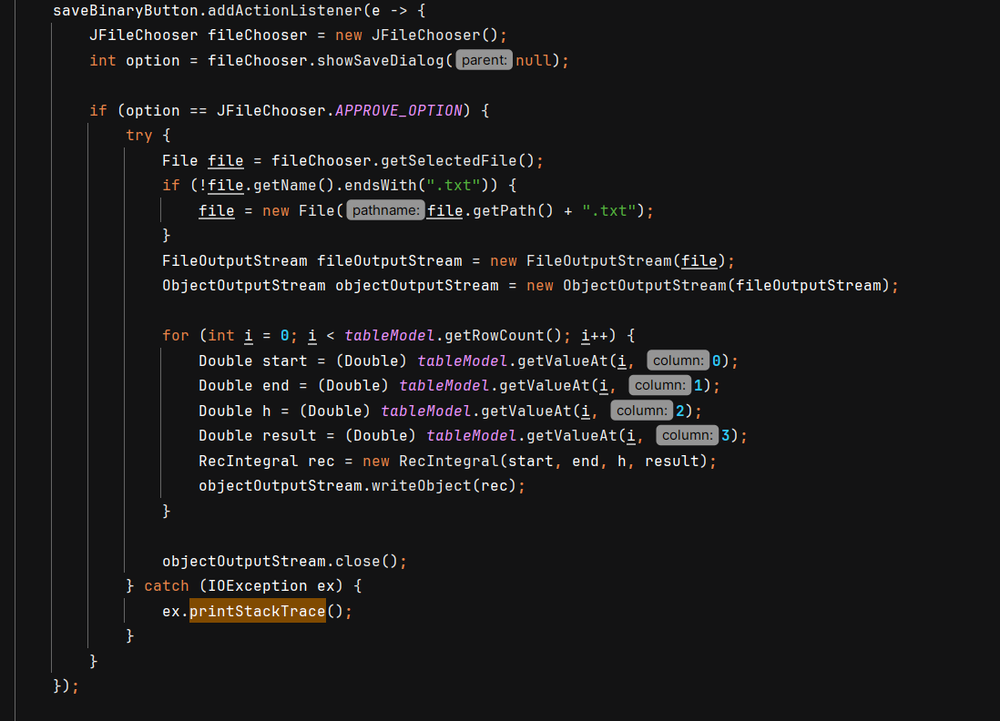 saveBinaryButton.addActionListener(e -> {
    JFileChooser fileChooser = new JFileChooser();
    int option = fileChooser.showSaveDialog( parent: null);

    if (option == JFileChooser.APPROVE_OPTION) {
        try {
            File file = fileChooser.getSelectedFile();
            if (!file.getName().endsWith(".txt")) {
                file = new File( pathname: file.getPath() + ".txt");
            }
            FileOutputStream fileOutputStream = new FileOutputStream(file);
            ObjectOutputStream objectOutputStream = new ObjectOutputStream(fileOutputStream);

            for (int i = 0; i < tableModel.getRowCount(); i++) {
                Double start = (Double) tableModel.getValueAt(i, column: 0);
                Double end = (Double) tableModel.getValueAt(i, column: 1);
                Double h = (Double) tableModel.getValueAt(i, column: 2);
                Double result = (Double) tableModel.getValueAt(i, column: 3);
                RecIntegral rec = new RecIntegral(start, end, h, result);
                objectOutputStream.writeObject(rec);
            }

            objectOutputStream.close();
        } catch (IOException ex) {
            ex.printStackTrace();
        }
    }
});